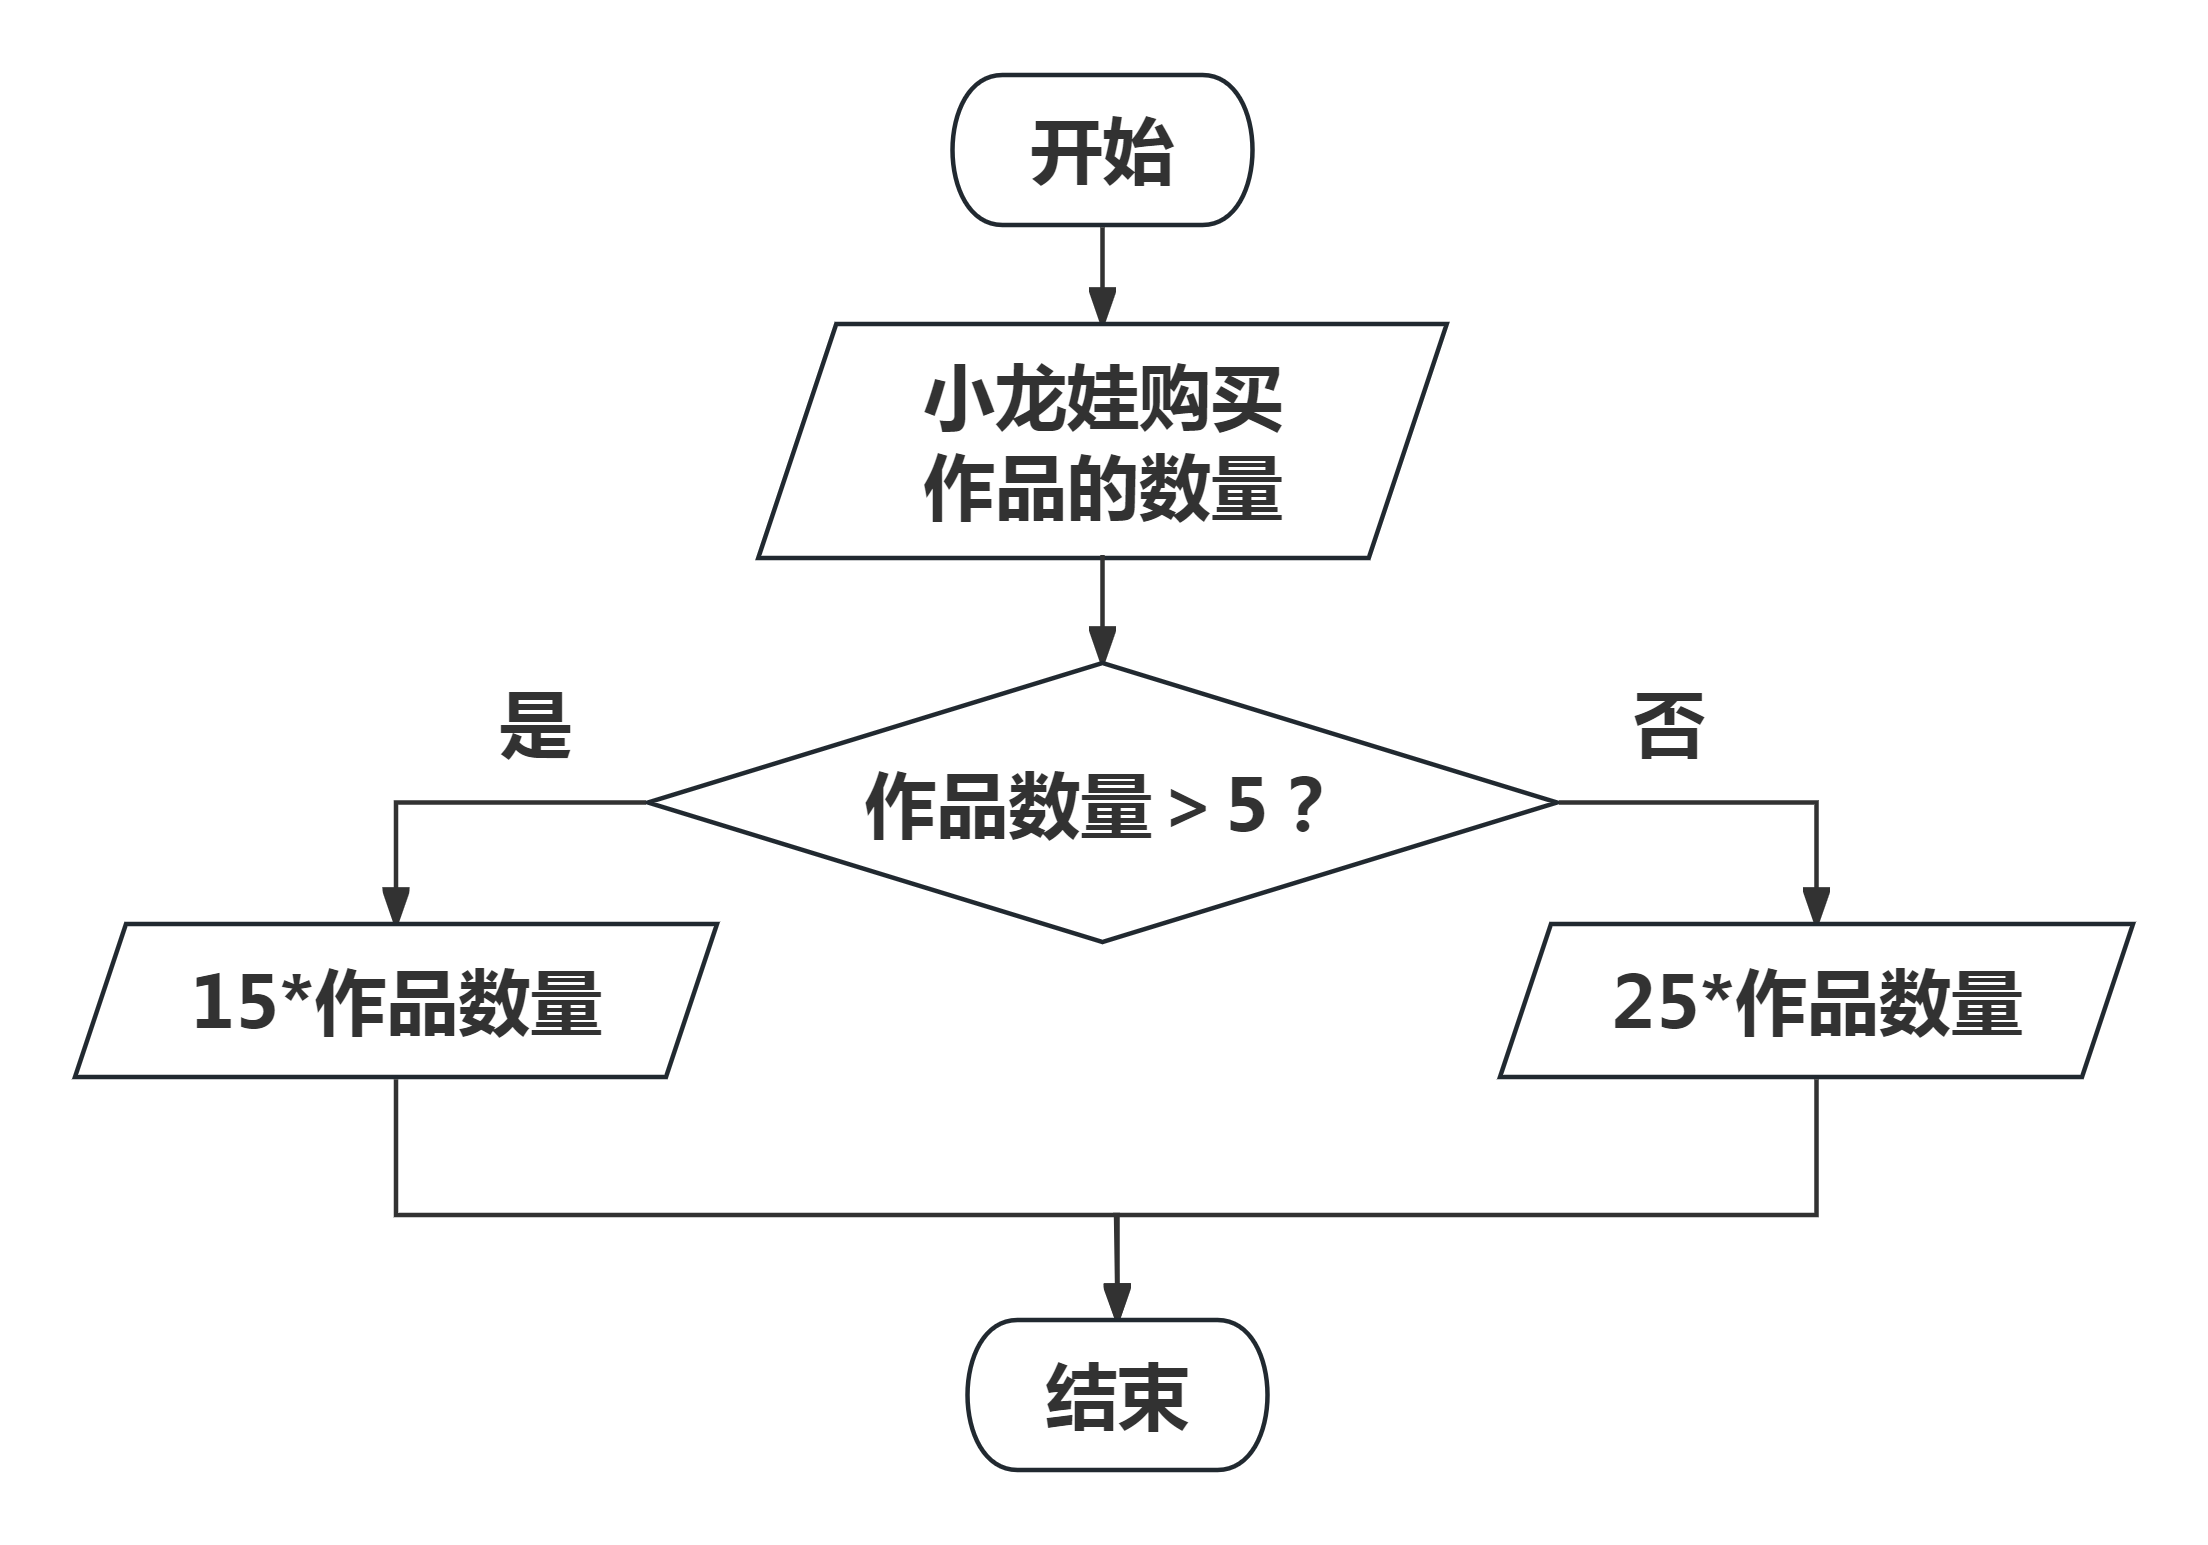 开始
小龙娃购买
作品的数量
是
否
作品数量>5?
15*作品数量
25*作品数量
结束